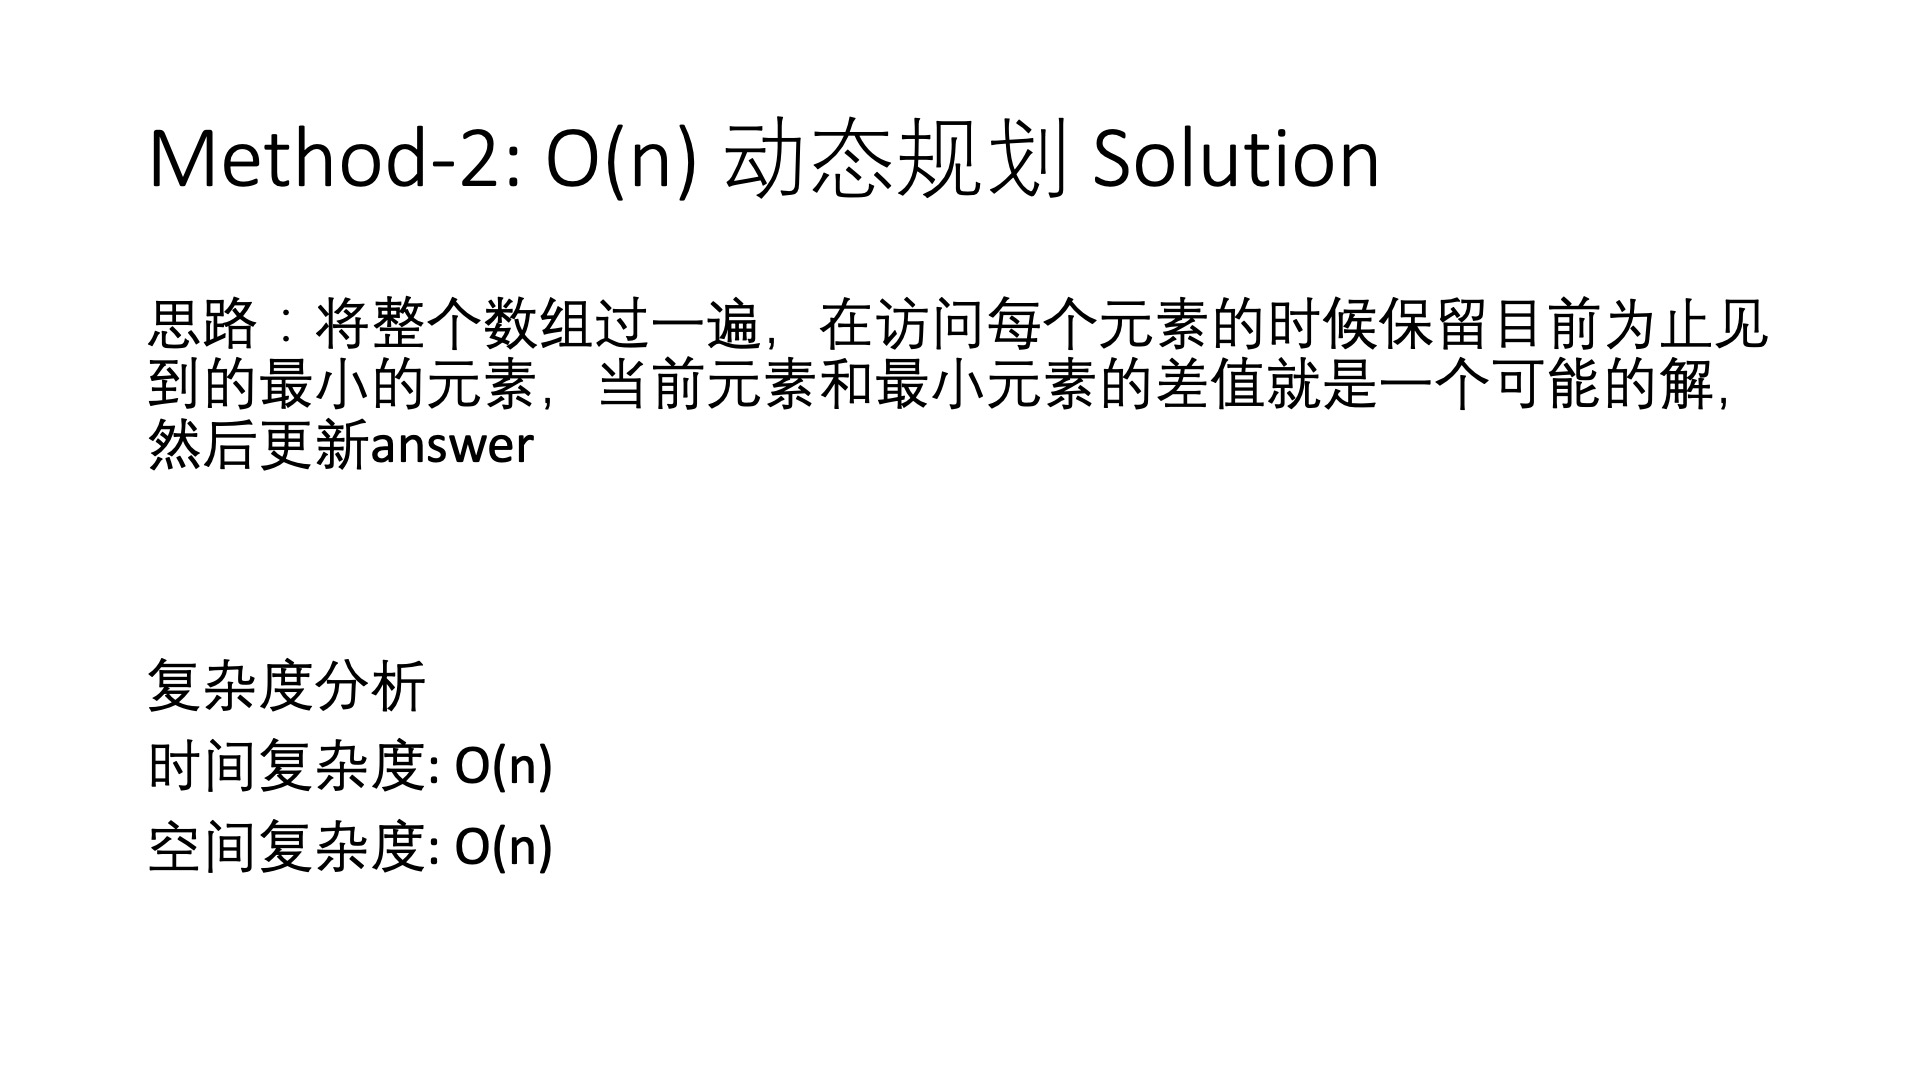 Method-2: O(n) 动态规划 Solution
思路：将整个数组过一遍，在访问每个元素的时候保留目前为止见
到的最小的元素，当前元素和最小元素的差值就是一个可能的解，
然后更新answer
复杂度分析
时间复杂度: O(n)
空间复杂度: O(n)